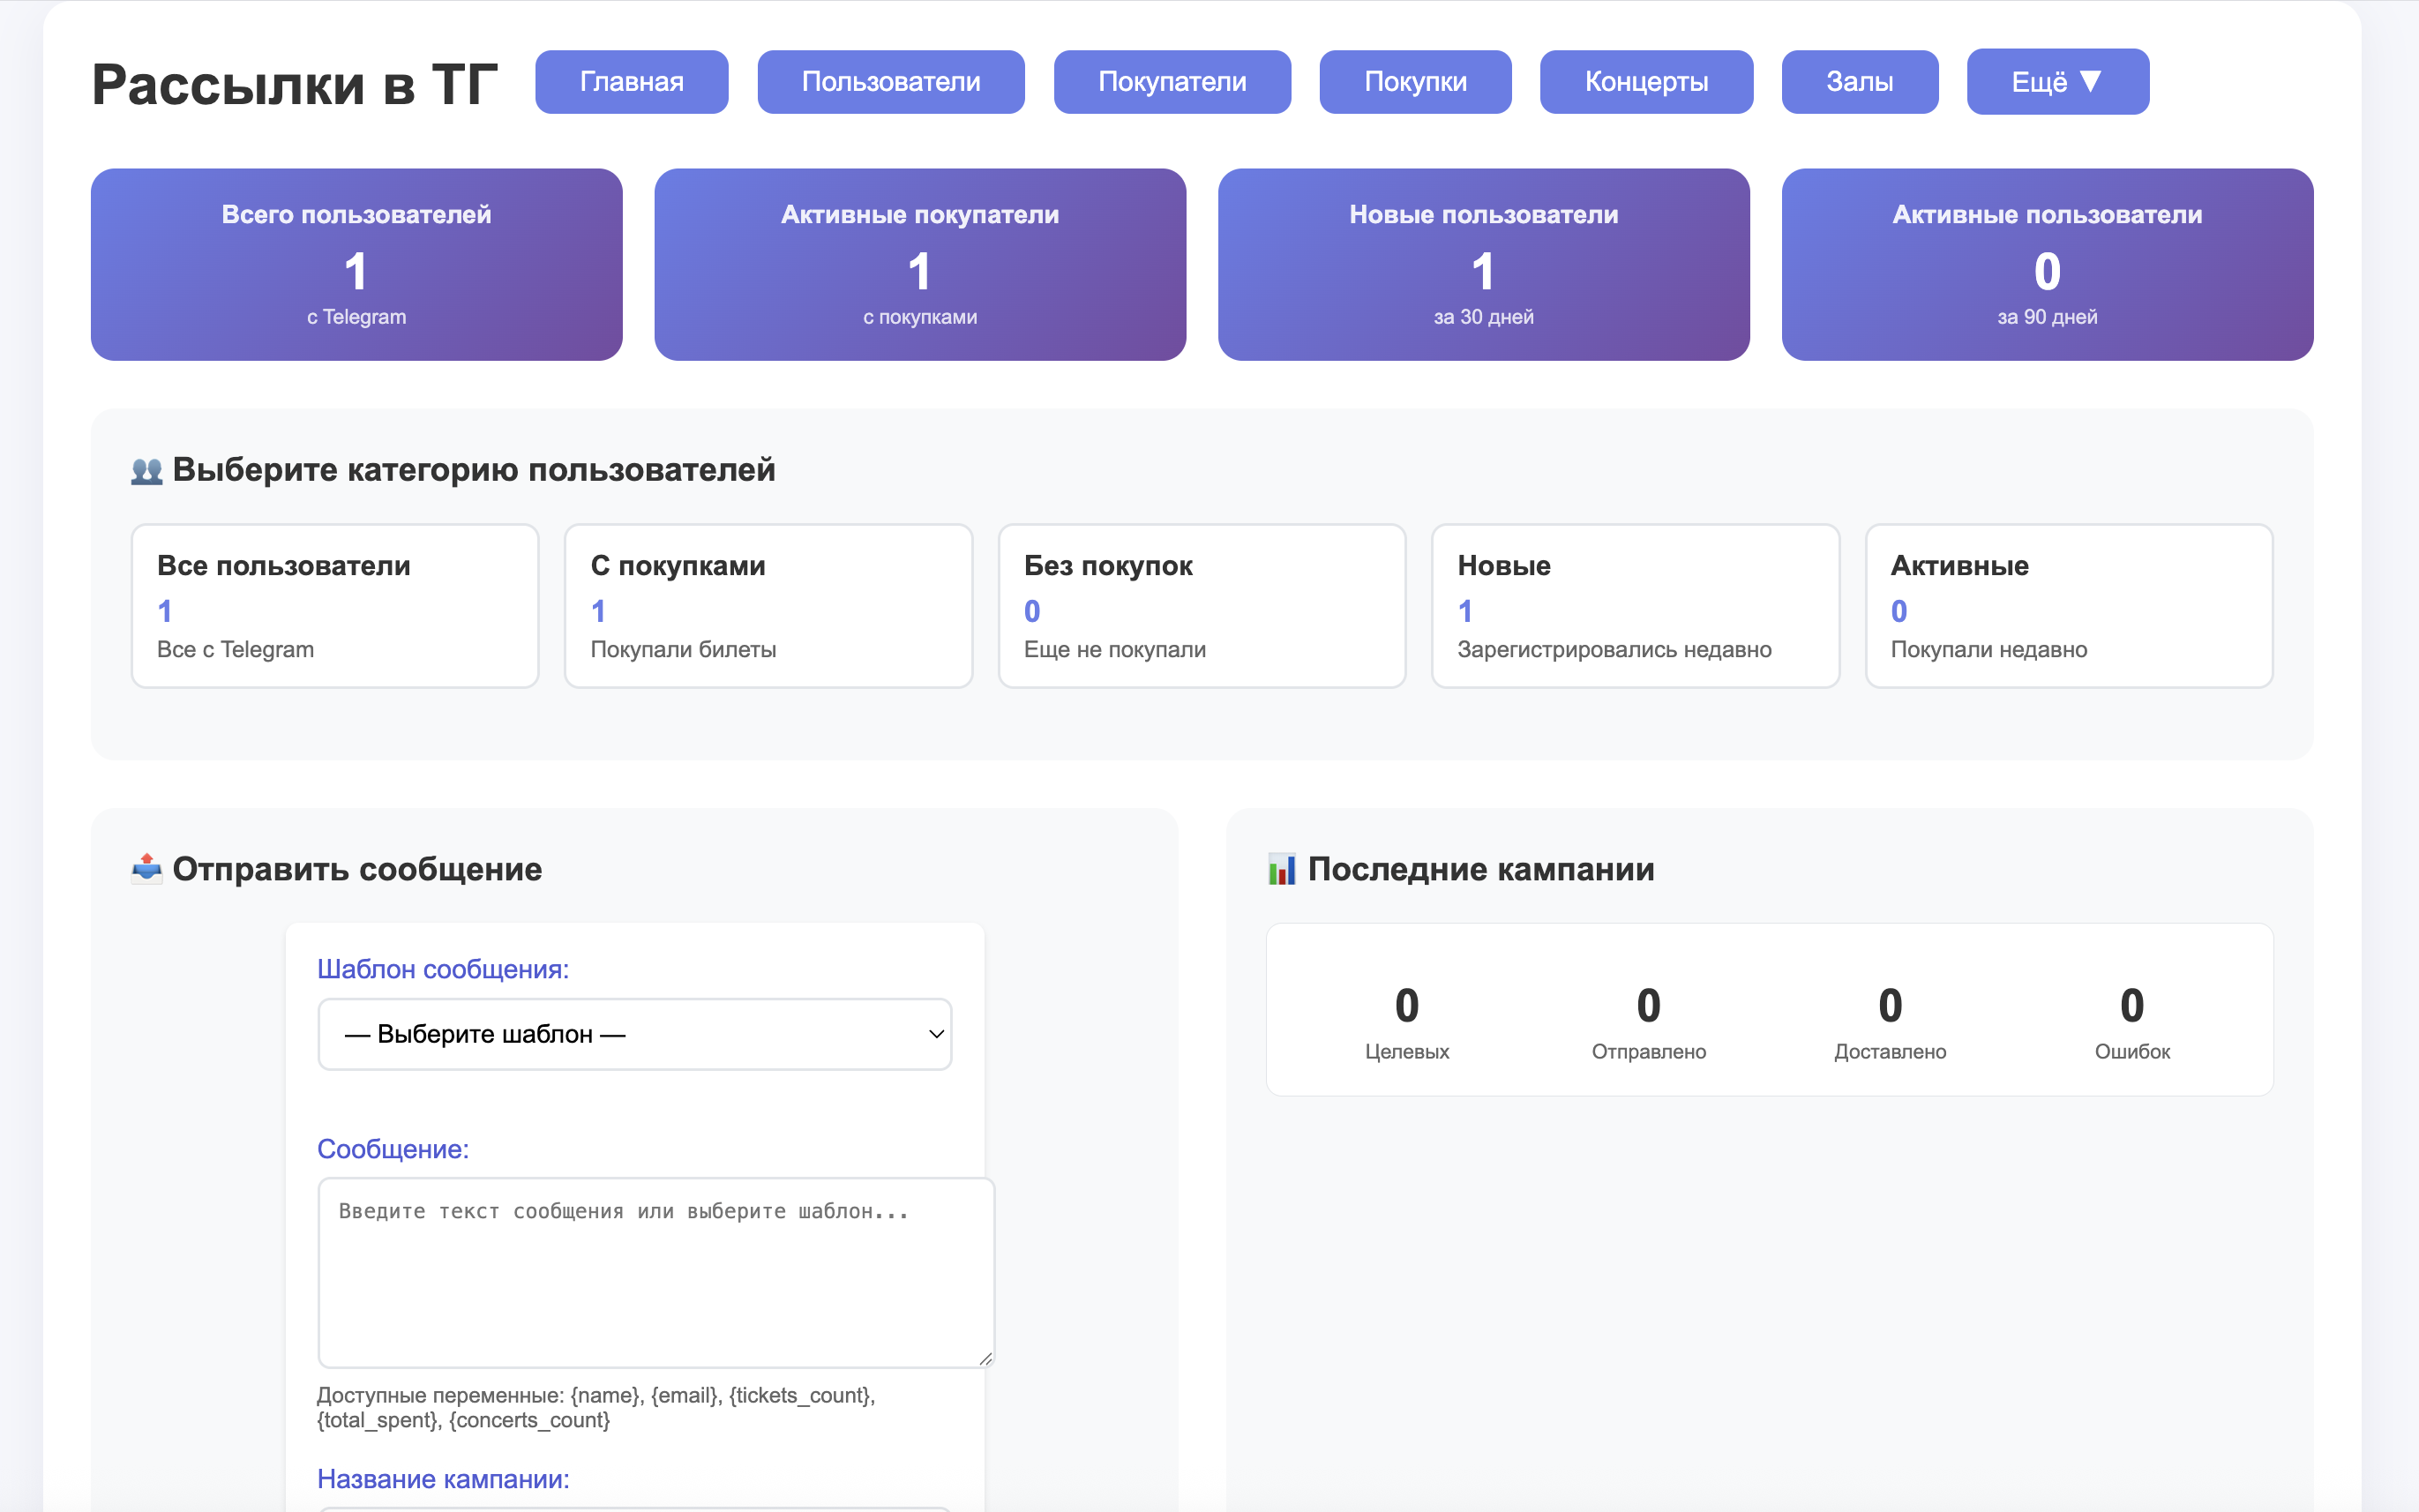 Рассылки в ТГ
Главная
Пользователи
Покупатели
Покупки
Концерты
Залы
Ещё ▼
Всего пользователей
1
с Telegram
Активные покупатели
1
с покупками
Новые пользователи
1
за 30 дней
Активные пользователи
0
за 90 дней
👥 Выберите категорию пользователей
Все пользователи
1
Все с Telegram
С покупками
1
Покупали билеты
Без покупок
0
Еще не покупали
Новые
1
Зарегистрировались недавно
Активные
0
Покупали недавно
📤 Отправить сообщение
Шаблон сообщения:
— Выберите шаблон —
Сообщение:
Введите текст сообщения или выберите шаблон...
Доступные переменные: {name}, {email}, {tickets_count},
{total_spent}, {concerts_count}
Название кампании:
📊 Последние кампании
0
Целевых
0
Отправлено
0
Доставлено
0
Ошибок